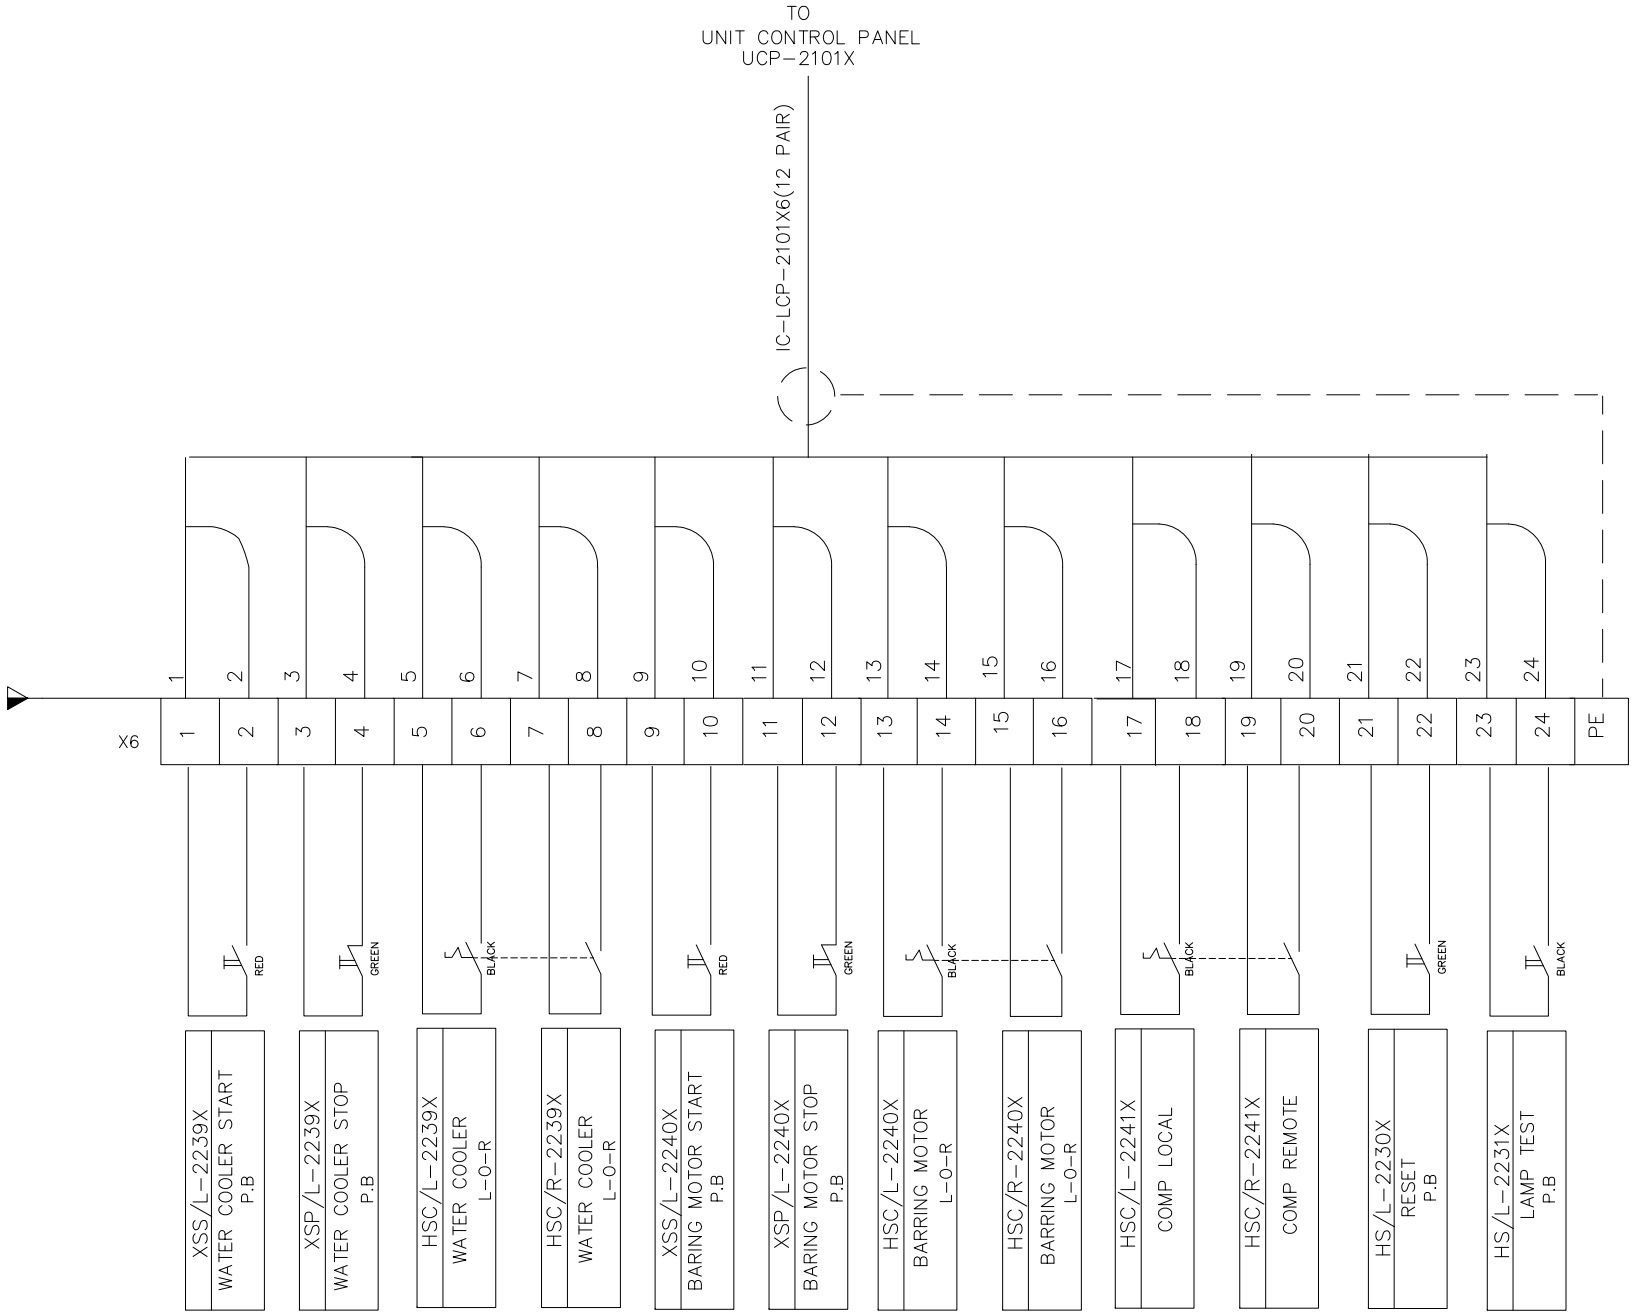 TO
UNIT CONTROL PANEL
UCP-2101X
IC-LCP-2101X6(12 PAIR)
1
2
3
4
5
6
7
8
9
10
11
12
13
14
15
16
17
18
19
20
21
22
23
24
X6
1
2
3
4
5
6
7
8
9
10
11
12
13
14
15
16
17
18
19
20
21
22
23
24
PE
RED
GREEN
BLACK
RED
GREEN
BLACK
BLACK
GREEN
BLACK
XSS/L-2239X
WATER COOLER START
P.B
XSP/L-2239X
WATER COOLER STOP
P.B
HSC/L-2239X
WATER COOLER
L-O-R
HSC/R-2239X
WATER COOLER
L-O-R
XSS/L-2240X
BARING MOTOR START
P.B
XSP/L-2240X
BARING MOTOR STOP
P.B
HSC/L-2240X
BARRING MOTOR
L-O-R
HSC/R-2240X
BARRING MOTOR
L-O-R
HSC/L-2241X
COMP LOCAL
HSC/R-2241X
COMP REMOTE
HS/L-2230X
RESET
P.B
HS/L-2231X
LAMP TEST
P.B